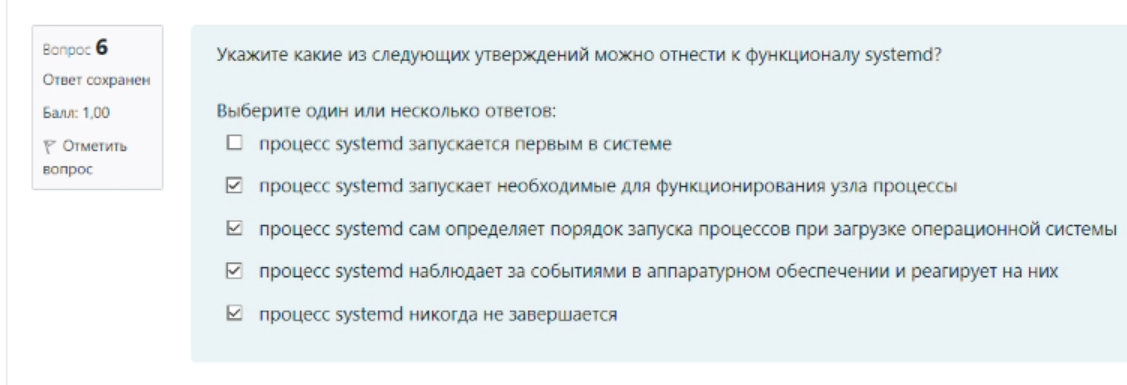 Вопрос 6
Ответ сохранен
Балл: 1,00
Отметить
вопрос
Укажите какие из следующих утверждений можно отнести к функционалу systemd?
Выберите один или несколько ответов:
процесс systemd запускается первым в системе
процесс systemd запускает необходимые для функционирования узла процессы
процесс systemd сам определяет порядок запуска процессов при загрузке операционной системы
процесс systemd наблюдает за событиями в аппаратурном обеспечении и реагирует на них
процесс systemd никогда не завершается